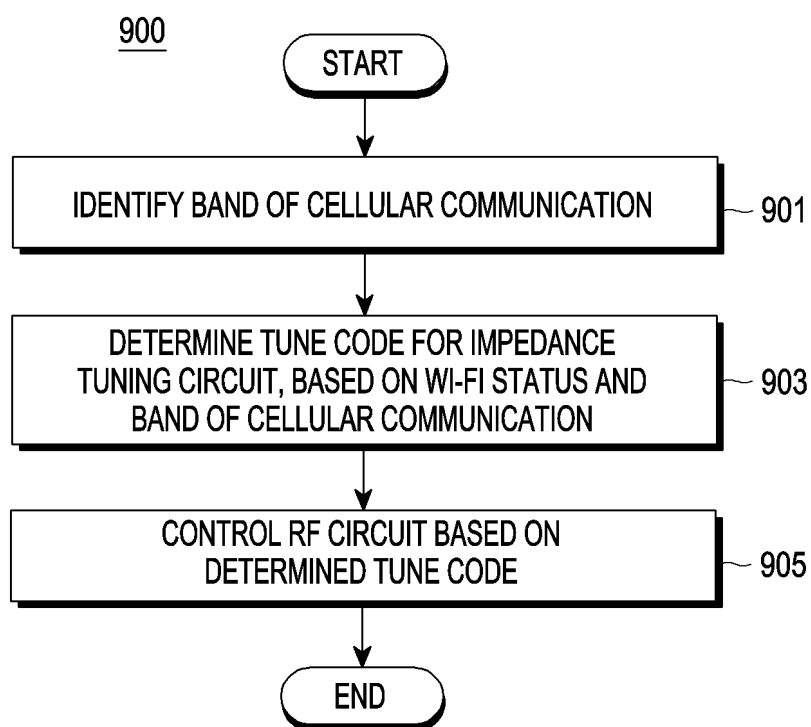 900
START
IDENTIFY BAND OF CELLULAR COMMUNICATION
901
DETERMINE TUNE CODE FOR IMPEDANCE
TUNING CIRCUIT, BASED ON WI-FI STATUS AND
BAND OF CELLULAR COMMUNICATION
903
CONTROL RF CIRCUIT BASED ON
DETERMINED TUNE CODE
905
END